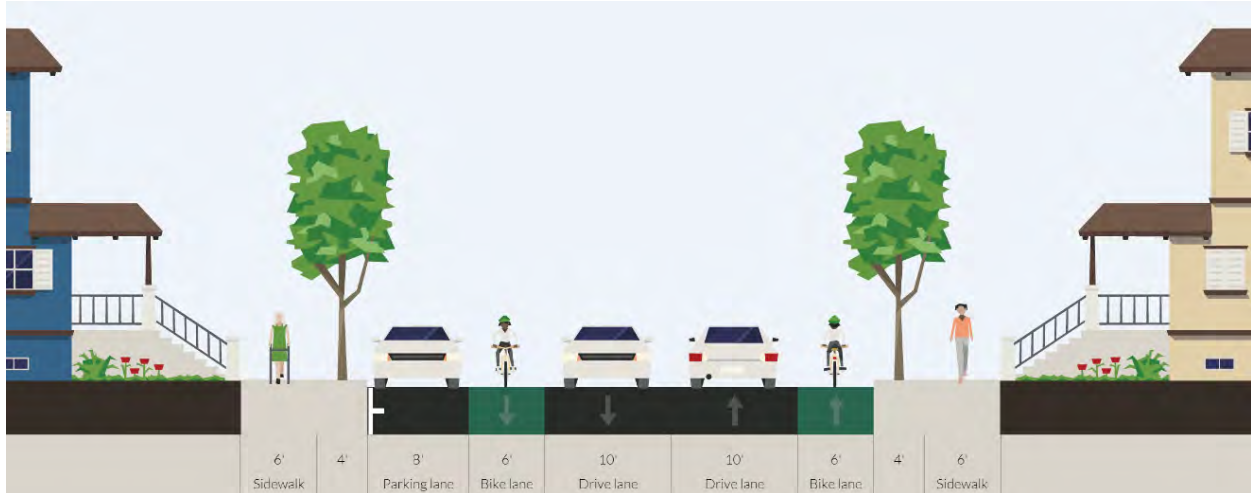 6' 4' 8' 6' 10' 10' 6' 4' 6'
Sidewalk Parking lane Bike lane Drive lane Drive lane Bike lane Sidewalk